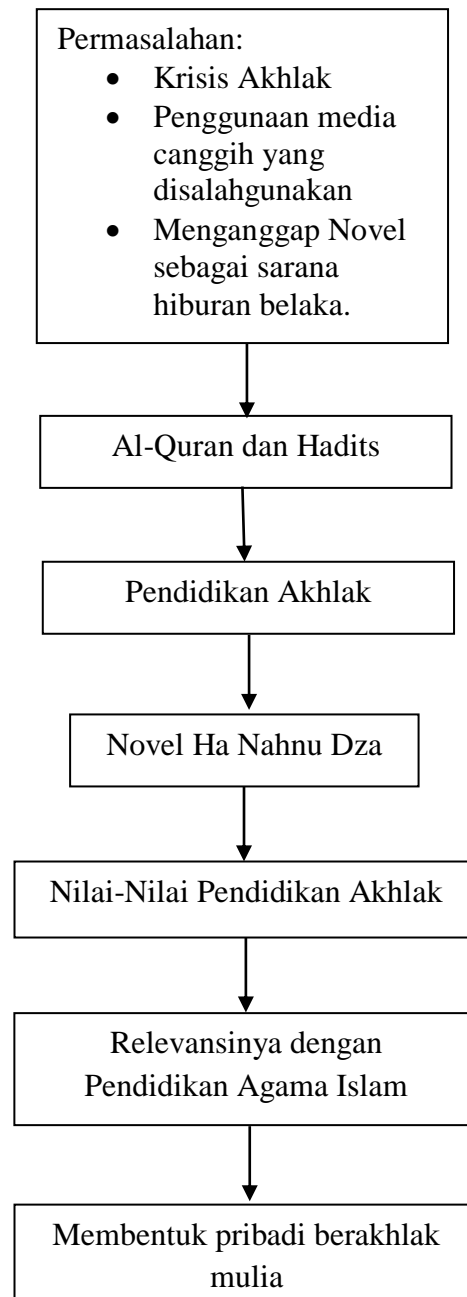 Permasalahan:
• Krisis Akhlak
• Penggunaan media
canggih yang
disalahgunakan
• Menganggap Novel
sebagai sarana
hiburan belaka.
Al-Quran dan Hadits
Pendidikan Akhlak
Novel Ha Nahnu Dza
Nilai-Nilai Pendidikan Akhlak
Relevansinya dengan
Pendidikan Agama Islam
Membentuk pribadi berakhlak
mulia